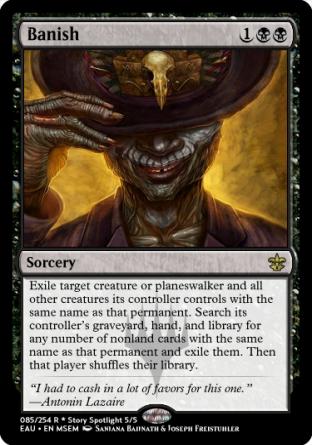 Banish 1
Sorcery
Exile target creature or planeswalker and all
other creatures its controller controls with the
same name as that permanent. Search its
controller's graveyard, hand, and library for
any number of nonland cards with the same
name as that permanent and exile them. Then
that player shuffles their library.
"I had to cash in a lot of favors for this one."
—Antonin Lazaire
085/254 R * Story Spotlight 5/5
EAU • EN MSEM Saniana Baijnath & Joseph Freistuhler